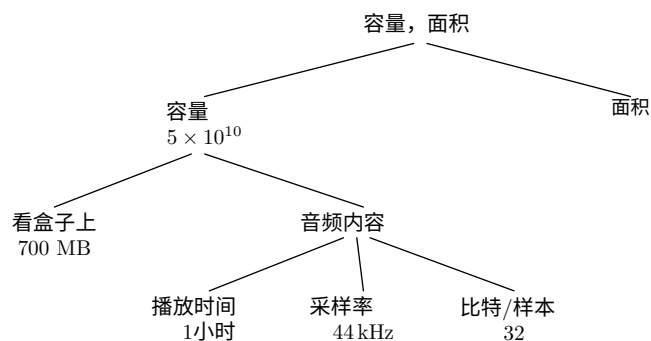 容量，面积
容量
5 × 10^10
面积
看盒子上
700 MB
音频内容
播放时间
1小时
采样率
44 kHz
比特/样本
32